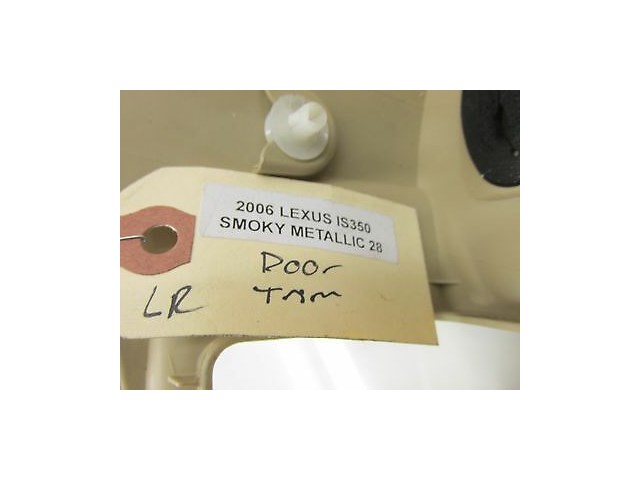 2006 LEXUS IS350
SMOKY METALLIC 28
Door
LR Trim